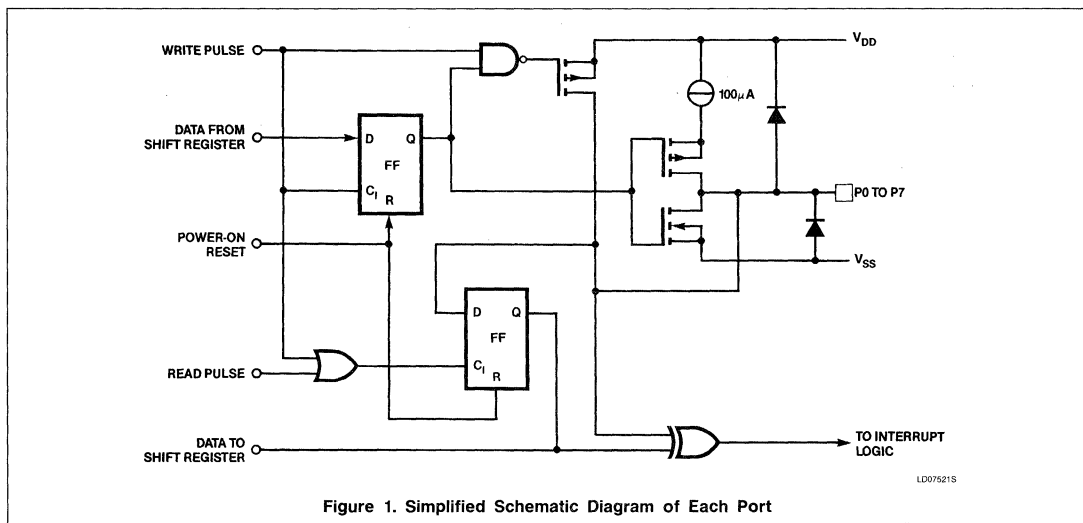 WRITE PULSE
V_DD
100μA
DATA FROM
SHIFT REGISTER
D Q
FF
C_I
R
P0 TO P7
POWER-ON
RESET
V_SS
D Q
FF
C_I
R
READ PULSE
DATA TO
SHIFT REGISTER
TO INTERRUPT
LOGIC
LD07521S
Figure 1. Simplified Schematic Diagram of Each Port